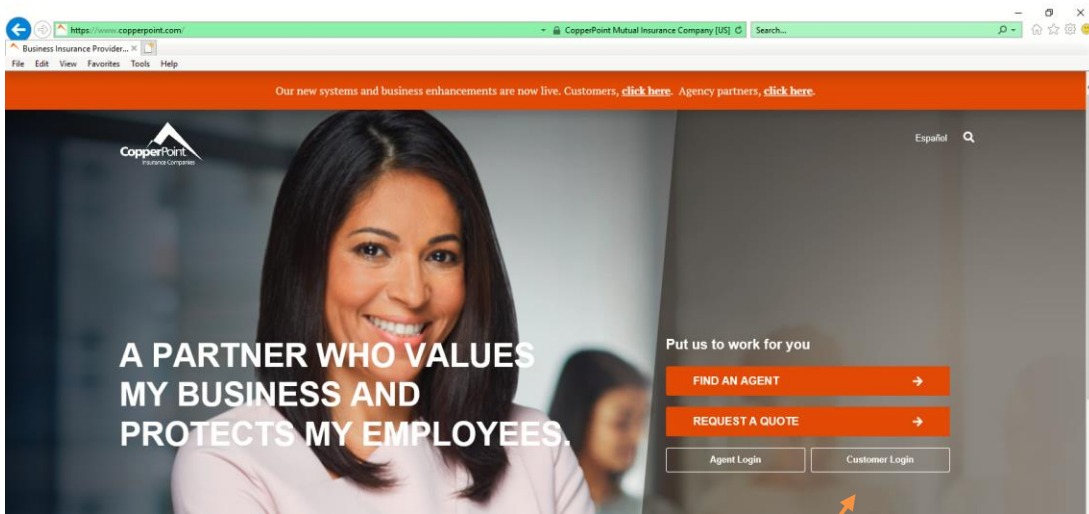 https://www.copperpoint.com/
CopperPoint Mutual Insurance Company [US]
Search...
Business Insurance Provider...
File Edit View Favorites Tools Help
Our new systems and business enhancements are now live. Customers, click here. Agency partners, click here.
CopperPoint
Insurance Companies
Español
A PARTNER WHO VALUES
MY BUSINESS AND
PROTECTS MY EMPLOYEES.
Put us to work for you
FIND AN AGENT
REQUEST A QUOTE
Agent Login
Customer Login